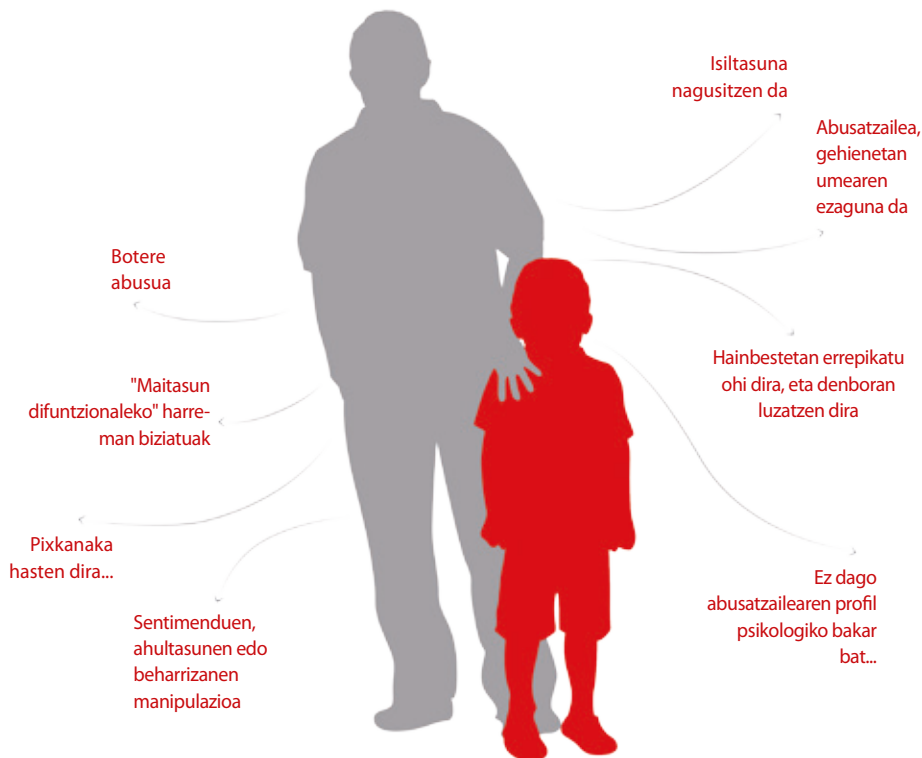 Isiltasuna
nagusitzen da
Abusatzailea,
gehienetan
umearen
ezaguna da
Botere
abusua
Hainbestetan errepikatu
ohi dira, eta denboran
luzatzen dira
"Maitasun
difuntzionaleko" harre-
man biziatuak
Pixkanaka
hasten dira...
Ez dago
abusatzailearen profil
psikologiko bakar
bat...
Sentimenduen,
ahultasunen edo
beharrizanen
manipulazioa